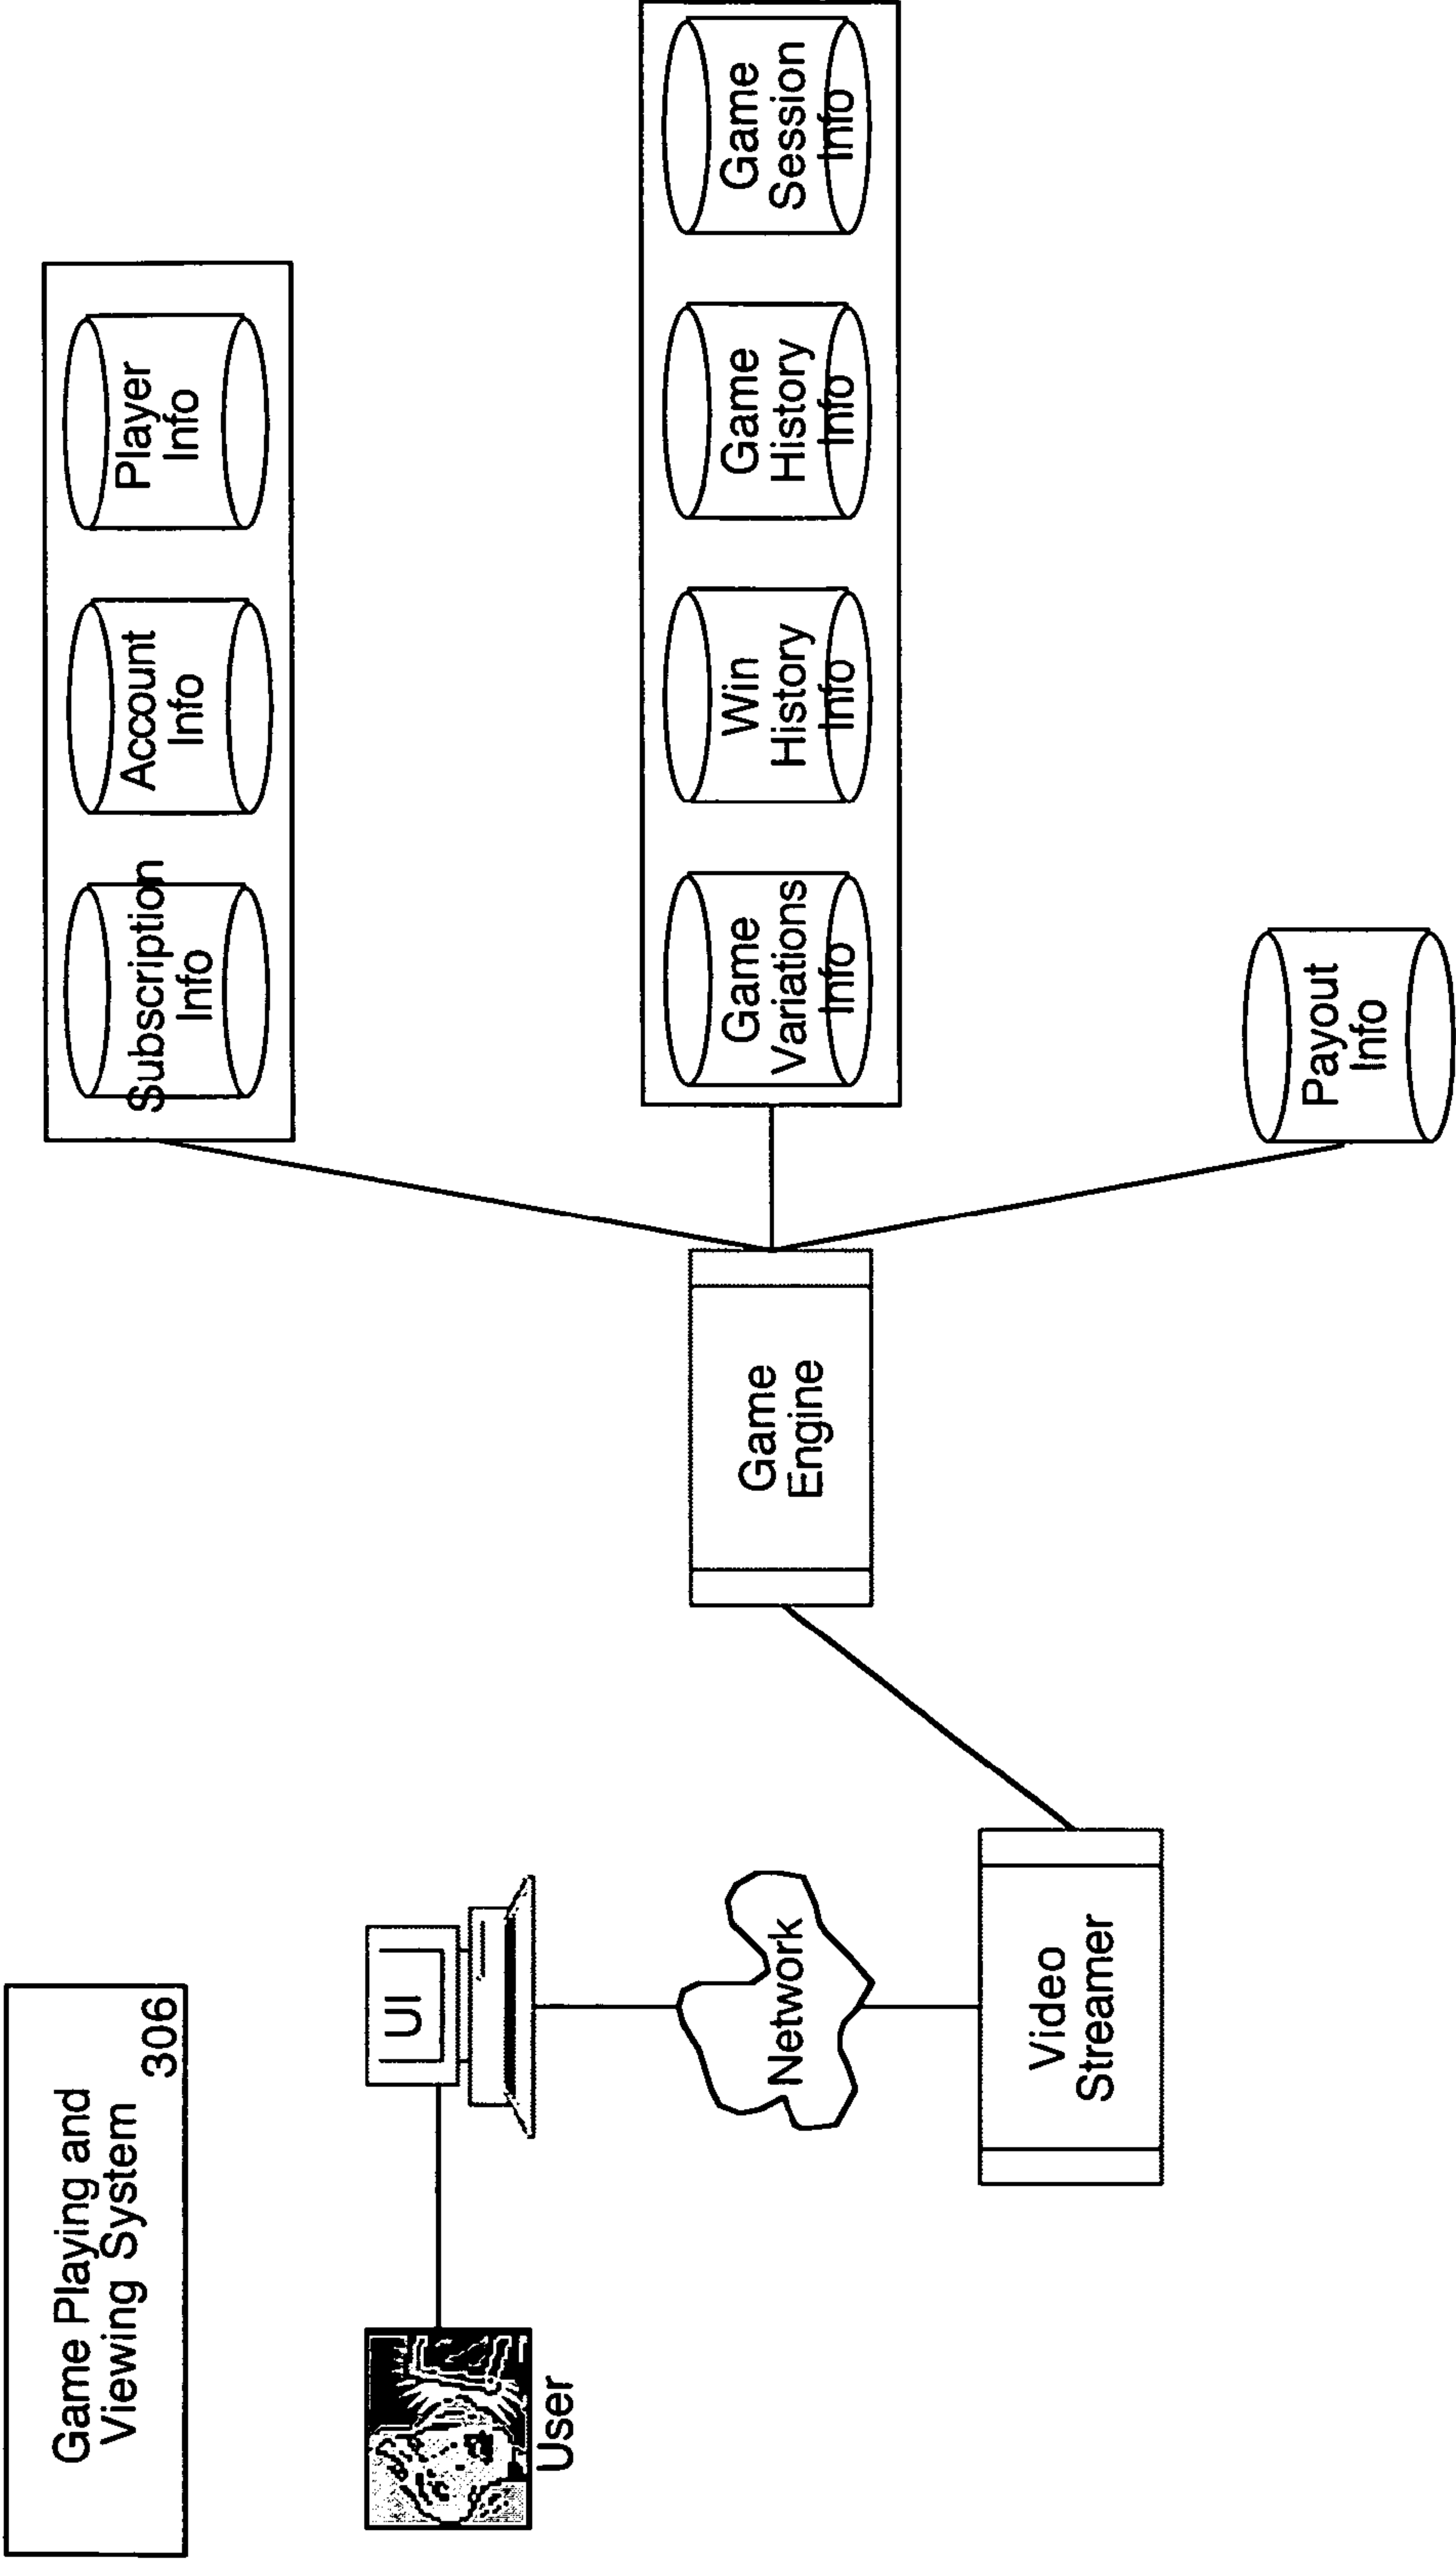 Game Playing and
Viewing System
306
User
UI
Network
Video
Streamer
Game
Engine
Subscription
Info
Account
Info
Player
Info
Game
Variations
Info
Win
History
Info
Game
History
Info
Game
Session
Info
Payout
Info